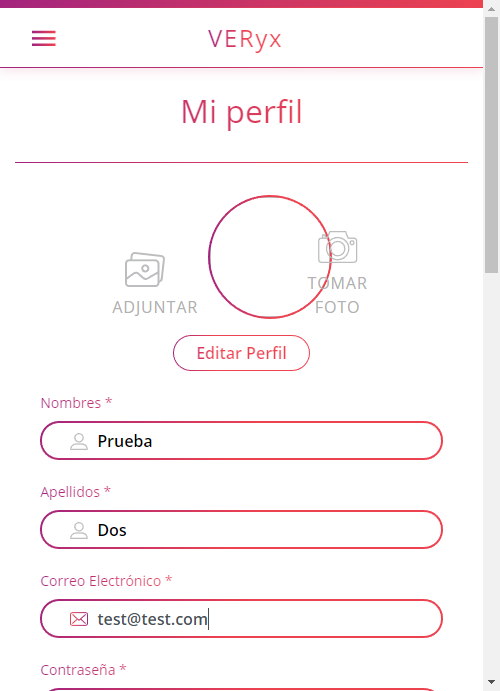 VERyx
Mi perfil
ADJUNTAR
TOMAR
FOTO
Editar Perfil
Nombres *
Prueba
Apellidos *
Dos
Correo Electrónico *
test@test.com
Contraseña *